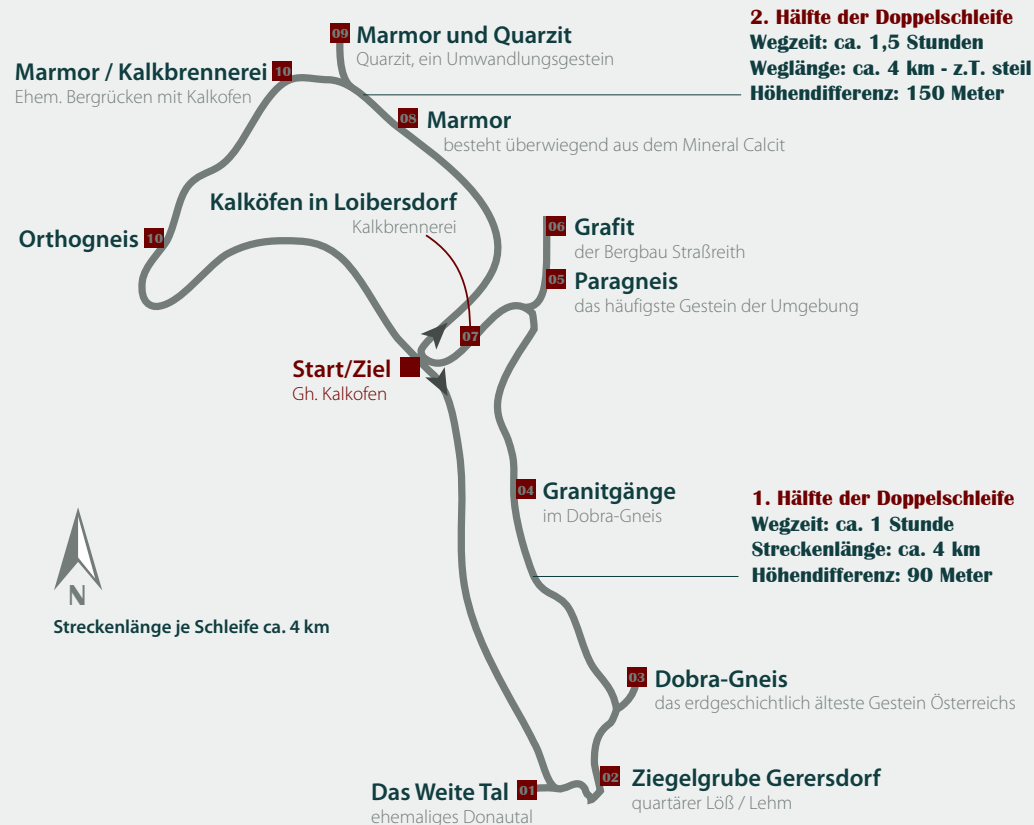 2. Hälfte der Doppelschleife
Wegzeit: ca. 1,5 Stunden
Weglänge: ca. 4 km - z.T. steil
Höhendifferenz: 150 Meter
09 Marmor und Quarzit
Quarzit, ein Umwandlungsgestein
Marmor / Kalkbrennerei 10
Ehem. Bergrücken mit Kalkofen
08 Marmor
besteht überwiegend aus dem Mineral Calcit
Kalköfen in Loibersdorf
Kalkbrennerei
Orthogneis 10
06 Grafit
der Bergbau Straßreith
05 Paragneis
das häufigste Gestein der Umgebung
07
Start/Ziel
Gh. Kalkofen
04 Granitgänge
im Dobra-Gneis
1. Hälfte der Doppelschleife
Wegzeit: ca. 1 Stunde
Streckenlänge: ca. 4 km
Höhendifferenz: 90 Meter
N
Streckenlänge je Schleife ca. 4 km
03 Dobra-Gneis
das erdgeschichtlich älteste Gestein Österreichs
02 Ziegelgrube Gerersdorf
quartärer Löß / Lehm
Das Weite Tal 01
ehemaliges Donautal